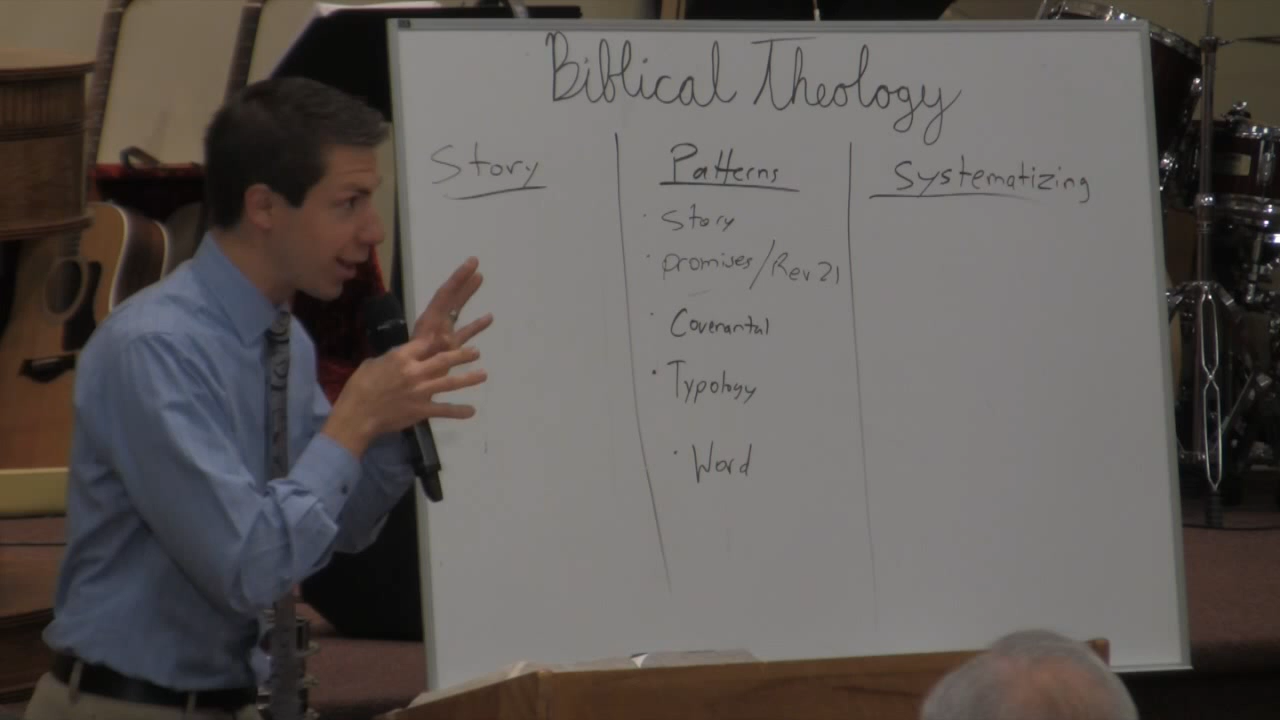 Biblical Theology
Story
Patterns
· Story
· promises/Rev 21
· Covenantal
· Typology
· Word
Systematizing